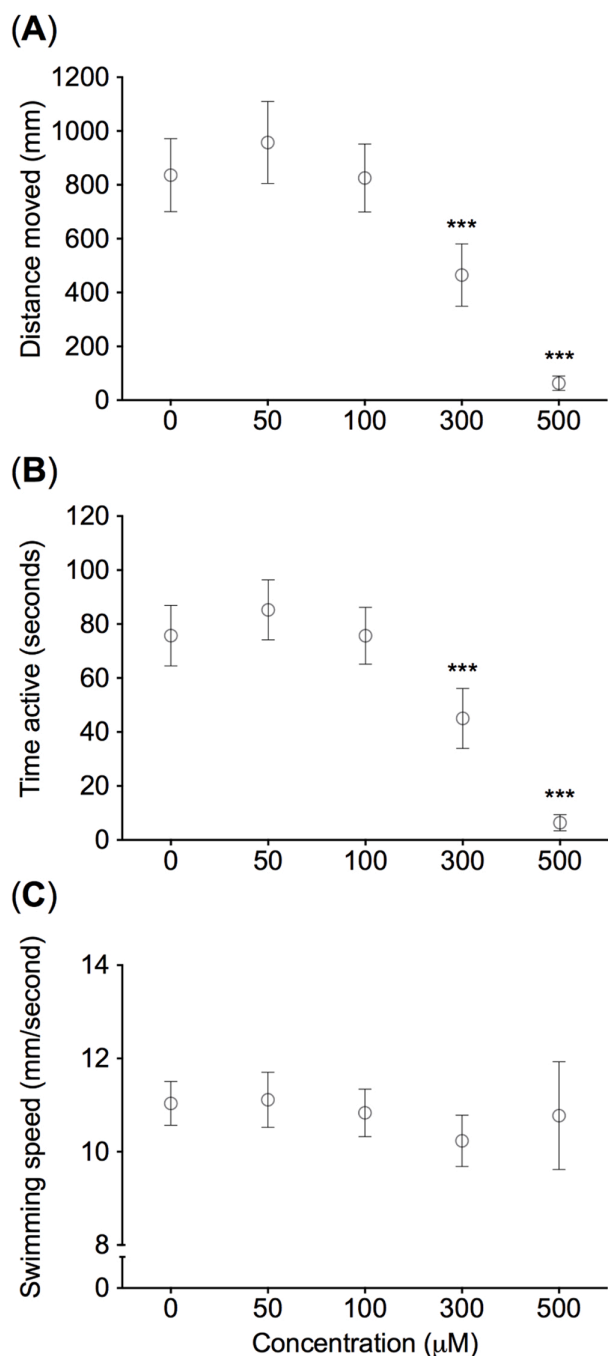 (A)
Distance moved (mm)
1200
1000
800
600
400
200
0
***
***
0 50 100 300 500
(B)
Time active (seconds)
120
100
80
60
40
20
0
***
***
0 50 100 300 500
(C)
Swimming speed (mm/second)
14
12
10
8
0
0 50 100 300 500
Concentration (μM)